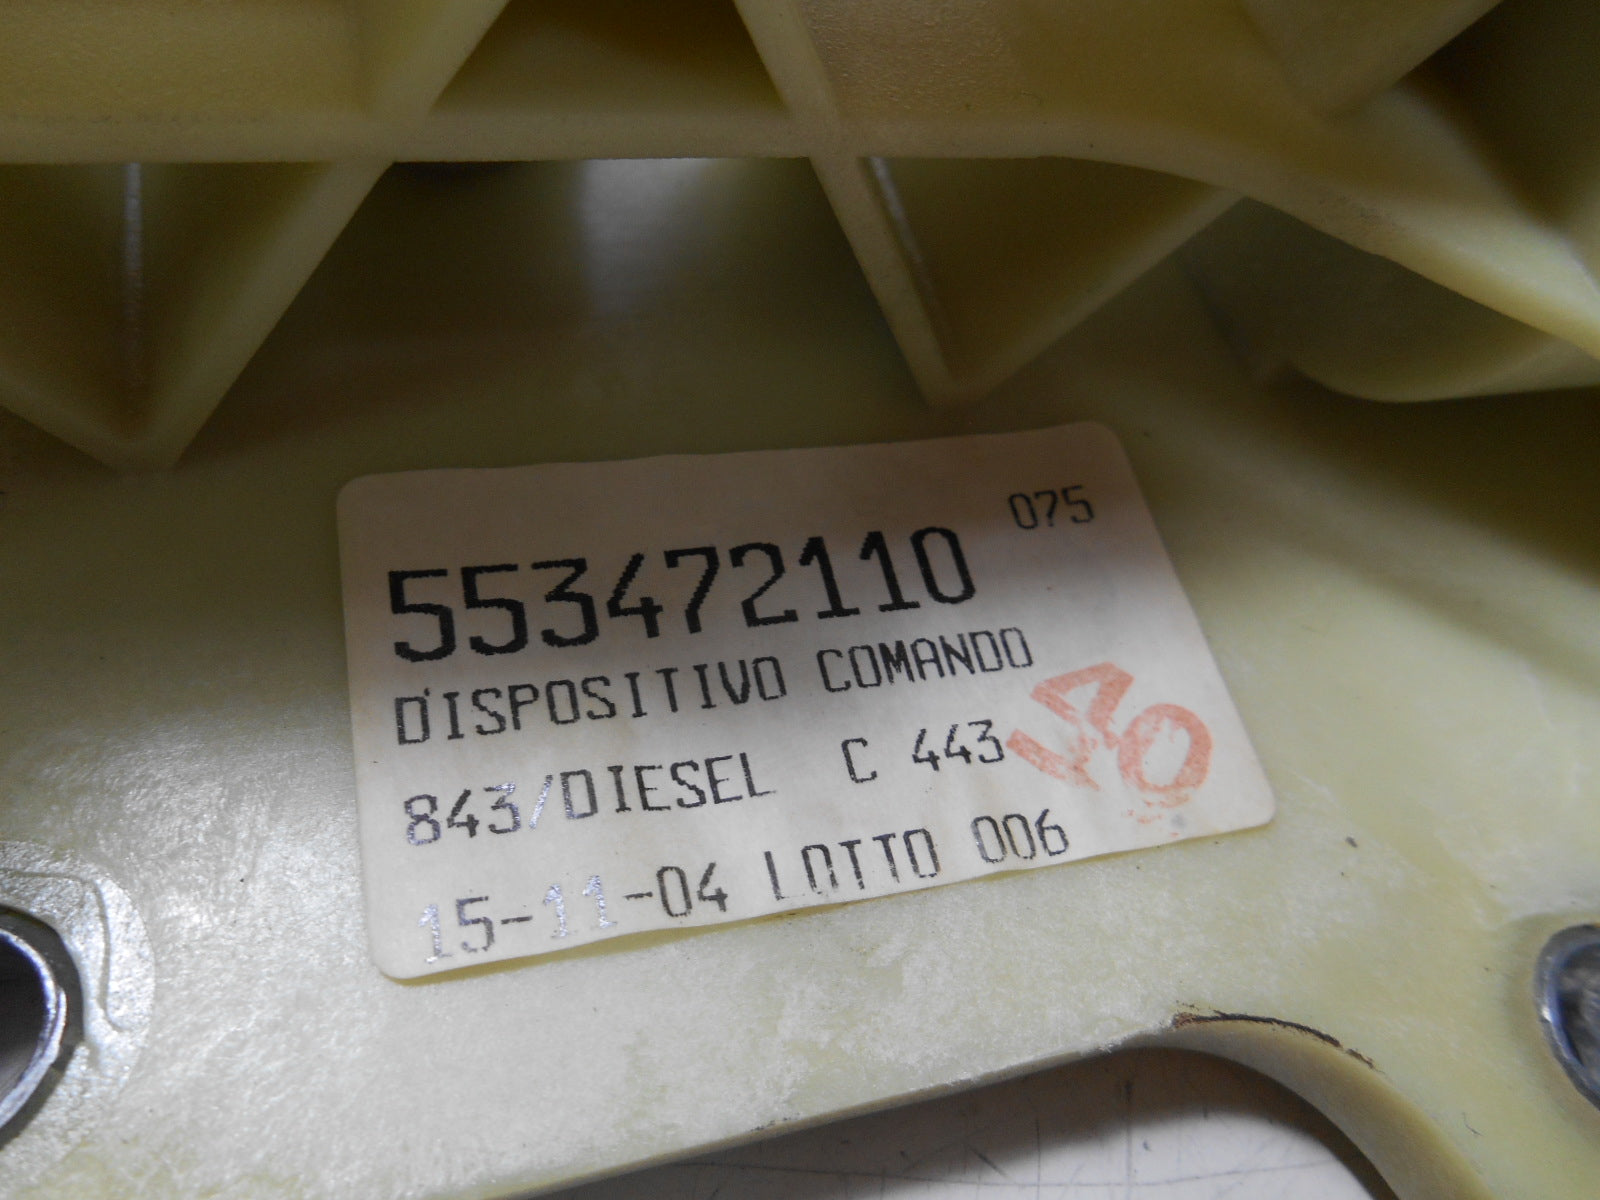 075
553472110
DISPOSITIVO COMANDO
843/DIESEL C 443
15-11-04 LOTTO 006